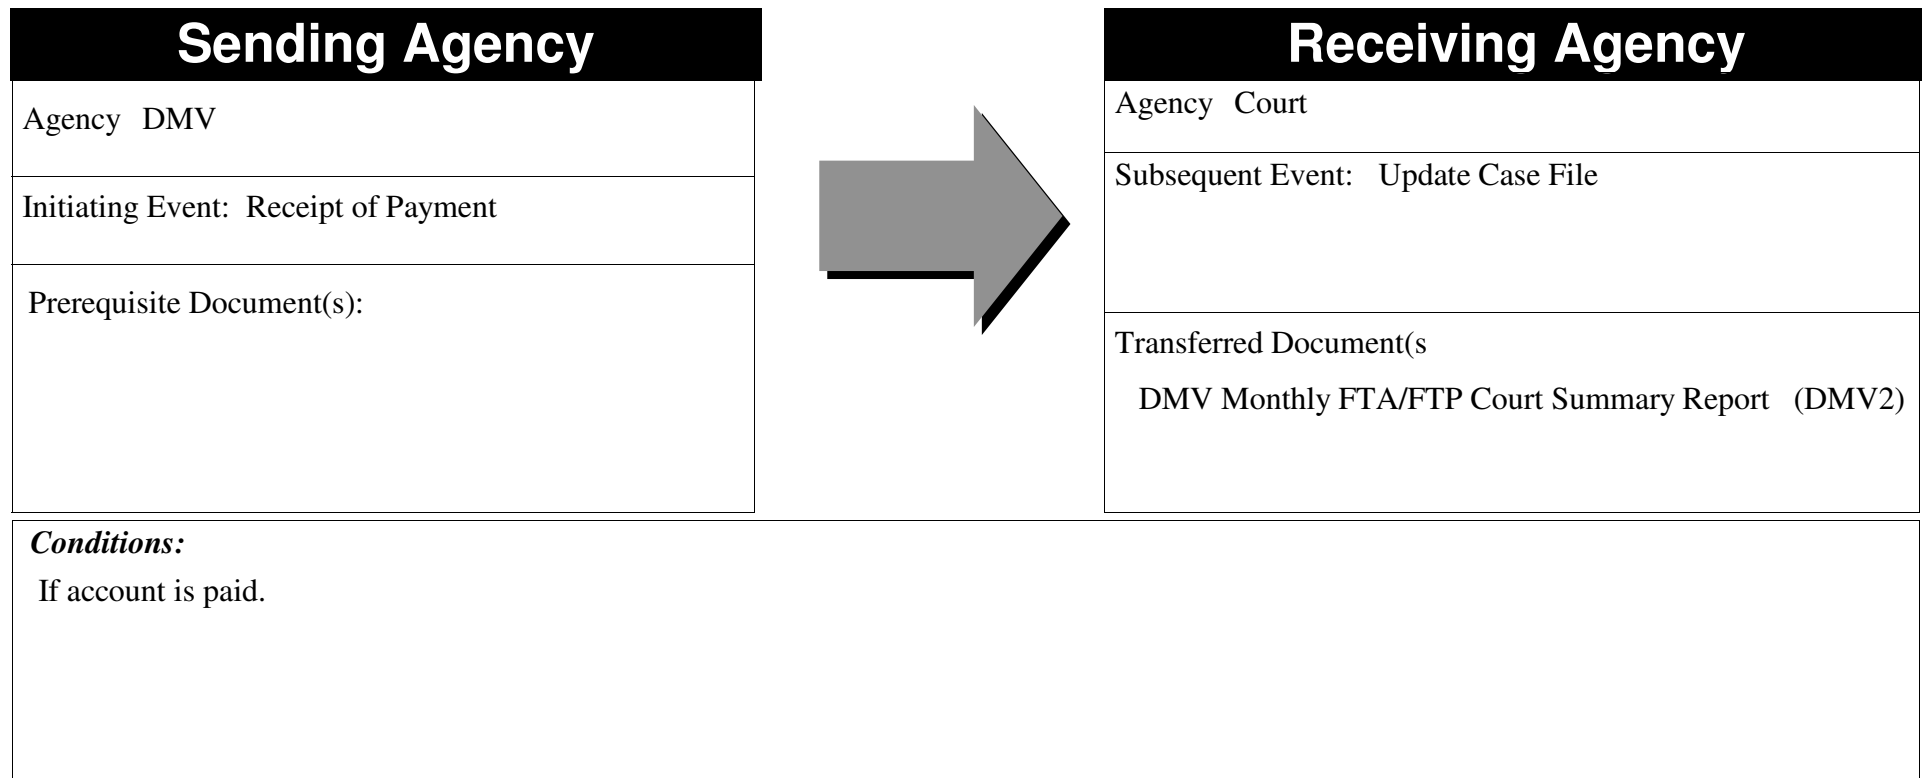 Sending Agency
Agency DMV
Initiating Event: Receipt of Payment
Prerequisite Document(s):
Receiving Agency
Agency Court
Subsequent Event: Update Case File
Transferred Document(s
DMV Monthly FTA/FTP Court Summary Report (DMV2)
Conditions:
If account is paid.